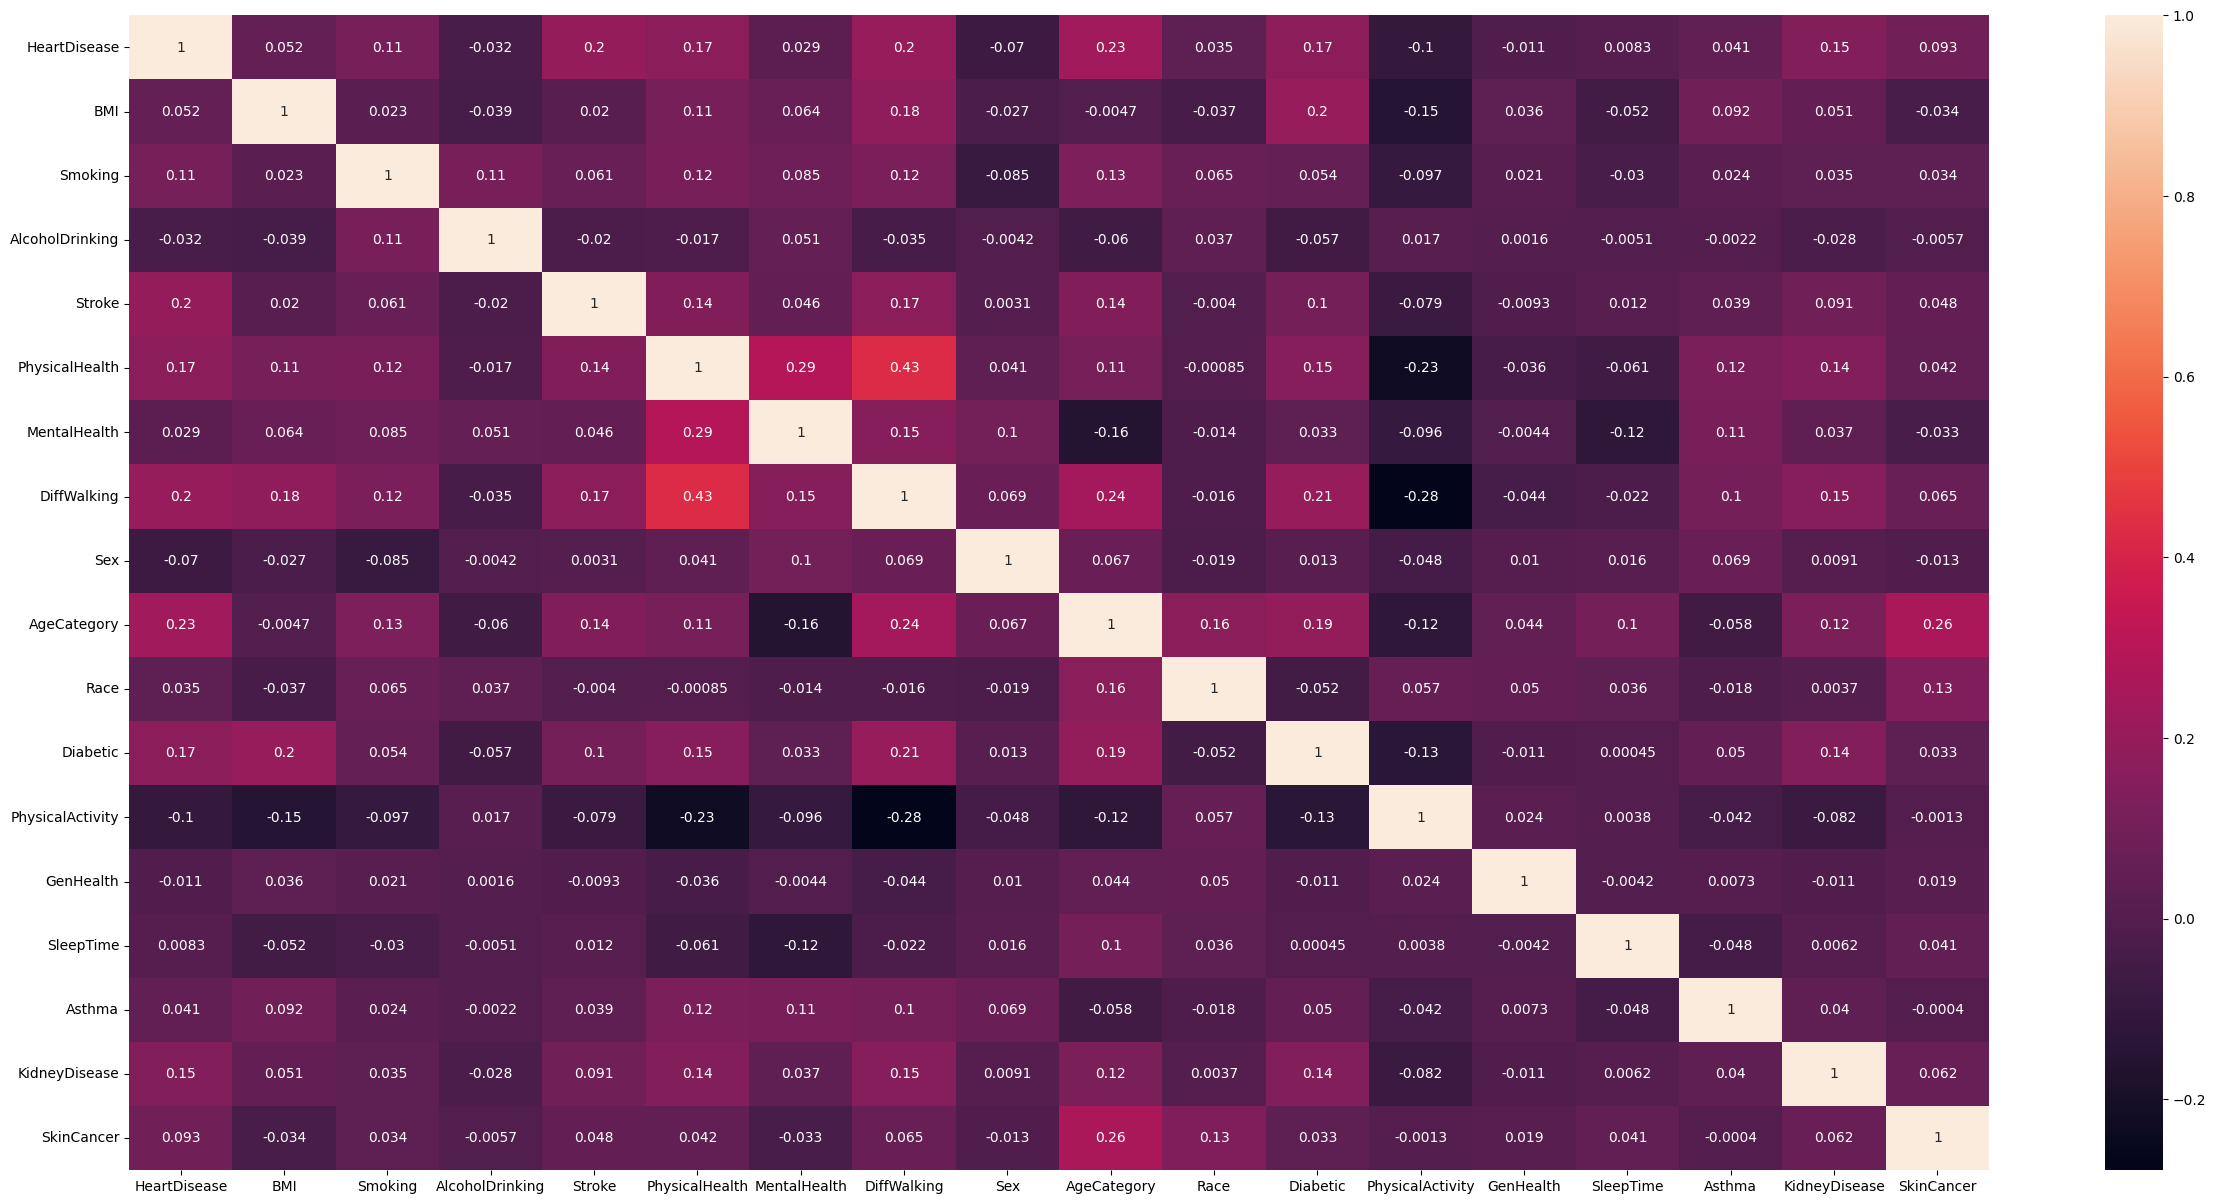 HeartDisease 1 0.052 0.11 -0.032 0.2 0.17 0.029 0.2 -0.07 0.23 0.035 0.17 -0.1 -0.011 0.0083 0.041 0.15 0.093
BMI 0.052 1 0.023 -0.039 0.02 0.11 0.064 0.18 -0.027 -0.0047 -0.037 0.2 -0.15 0.036 -0.052 0.092 0.051 -0.034
Smoking 0.11 0.023 1 0.11 0.061 0.12 0.085 0.12 -0.085 0.13 0.065 0.054 -0.097 0.021 -0.03 0.024 0.035 0.034
AlcoholDrinking -0.032 -0.039 0.11 1 -0.02 -0.017 0.051 -0.035 -0.0042 -0.06 0.037 -0.057 0.017 0.0016 -0.0051 -0.0022 -0.028 -0.0057
Stroke 0.2 0.02 0.061 -0.02 1 0.14 0.046 0.17 0.0031 0.14 -0.004 0.1 -0.079 -0.0093 0.012 0.039 0.091 0.048
PhysicalHealth 0.17 0.11 0.12 -0.017 0.14 1 0.29 0.43 0.041 0.11 -0.00085 0.15 -0.23 -0.036 -0.061 0.12 0.14 0.042
MentalHealth 0.029 0.064 0.085 0.051 0.046 0.29 1 0.15 0.1 -0.16 -0.014 0.033 -0.096 -0.0044 -0.12 0.11 0.037 -0.033
DiffWalking 0.2 0.18 0.12 -0.035 0.17 0.43 0.15 1 0.069 0.24 -0.016 0.21 -0.28 -0.044 -0.022 0.1 0.15 0.065
Sex -0.07 -0.027 -0.085 -0.0042 0.0031 0.041 0.1 0.069 1 0.067 -0.019 0.013 -0.048 0.01 0.016 0.069 0.0091 -0.013
AgeCategory 0.23 -0.0047 0.13 -0.06 0.14 0.11 -0.16 0.24 0.067 1 0.16 0.19 -0.12 0.044 0.1 -0.058 0.12 0.26
Race 0.035 -0.037 0.065 0.037 -0.004 -0.00085 -0.014 -0.016 -0.019 0.16 1 -0.052 0.057 0.05 0.036 -0.018 0.0037 0.13
Diabetic 0.17 0.2 0.054 -0.057 0.1 0.15 0.033 0.21 0.013 0.19 -0.052 1 -0.13 -0.011 0.00045 0.05 0.14 0.033
PhysicalActivity -0.1 -0.15 -0.097 0.017 -0.079 -0.23 -0.096 -0.28 -0.048 -0.12 0.057 -0.13 1 0.024 0.0038 -0.042 -0.082 -0.0013
GenHealth -0.011 0.036 0.021 0.0016 -0.0093 -0.036 -0.0044 -0.044 0.01 0.044 0.05 -0.011 0.024 1 -0.0042 0.0073 -0.011 0.019
SleepTime 0.0083 -0.052 -0.03 -0.0051 0.012 -0.061 -0.12 -0.022 0.016 0.1 0.036 0.00045 0.0038 -0.0042 1 -0.048 0.0062 0.041
Asthma 0.041 0.092 0.024 -0.0022 0.039 0.12 0.11 0.1 0.069 -0.058 -0.018 0.05 -0.042 0.0073 -0.048 1 0.04 -0.0004
KidneyDisease 0.15 0.051 0.035 -0.028 0.091 0.14 0.037 0.15 0.0091 0.12 0.0037 0.14 -0.082 -0.011 0.0062 0.04 1 0.062
SkinCancer 0.093 -0.034 0.034 -0.0057 0.048 0.042 -0.033 0.065 -0.013 0.26 0.13 0.033 -0.0013 0.019 0.041 -0.0004 0.062 1
HeartDisease BMI Smoking AlcoholDrinking Stroke PhysicalHealth MentalHealth DiffWalking Sex AgeCategory Race Diabetic PhysicalActivity GenHealth SleepTime Asthma KidneyDisease SkinCancer
1.0
0.8
0.6
0.4
0.2
0.0
−0.2